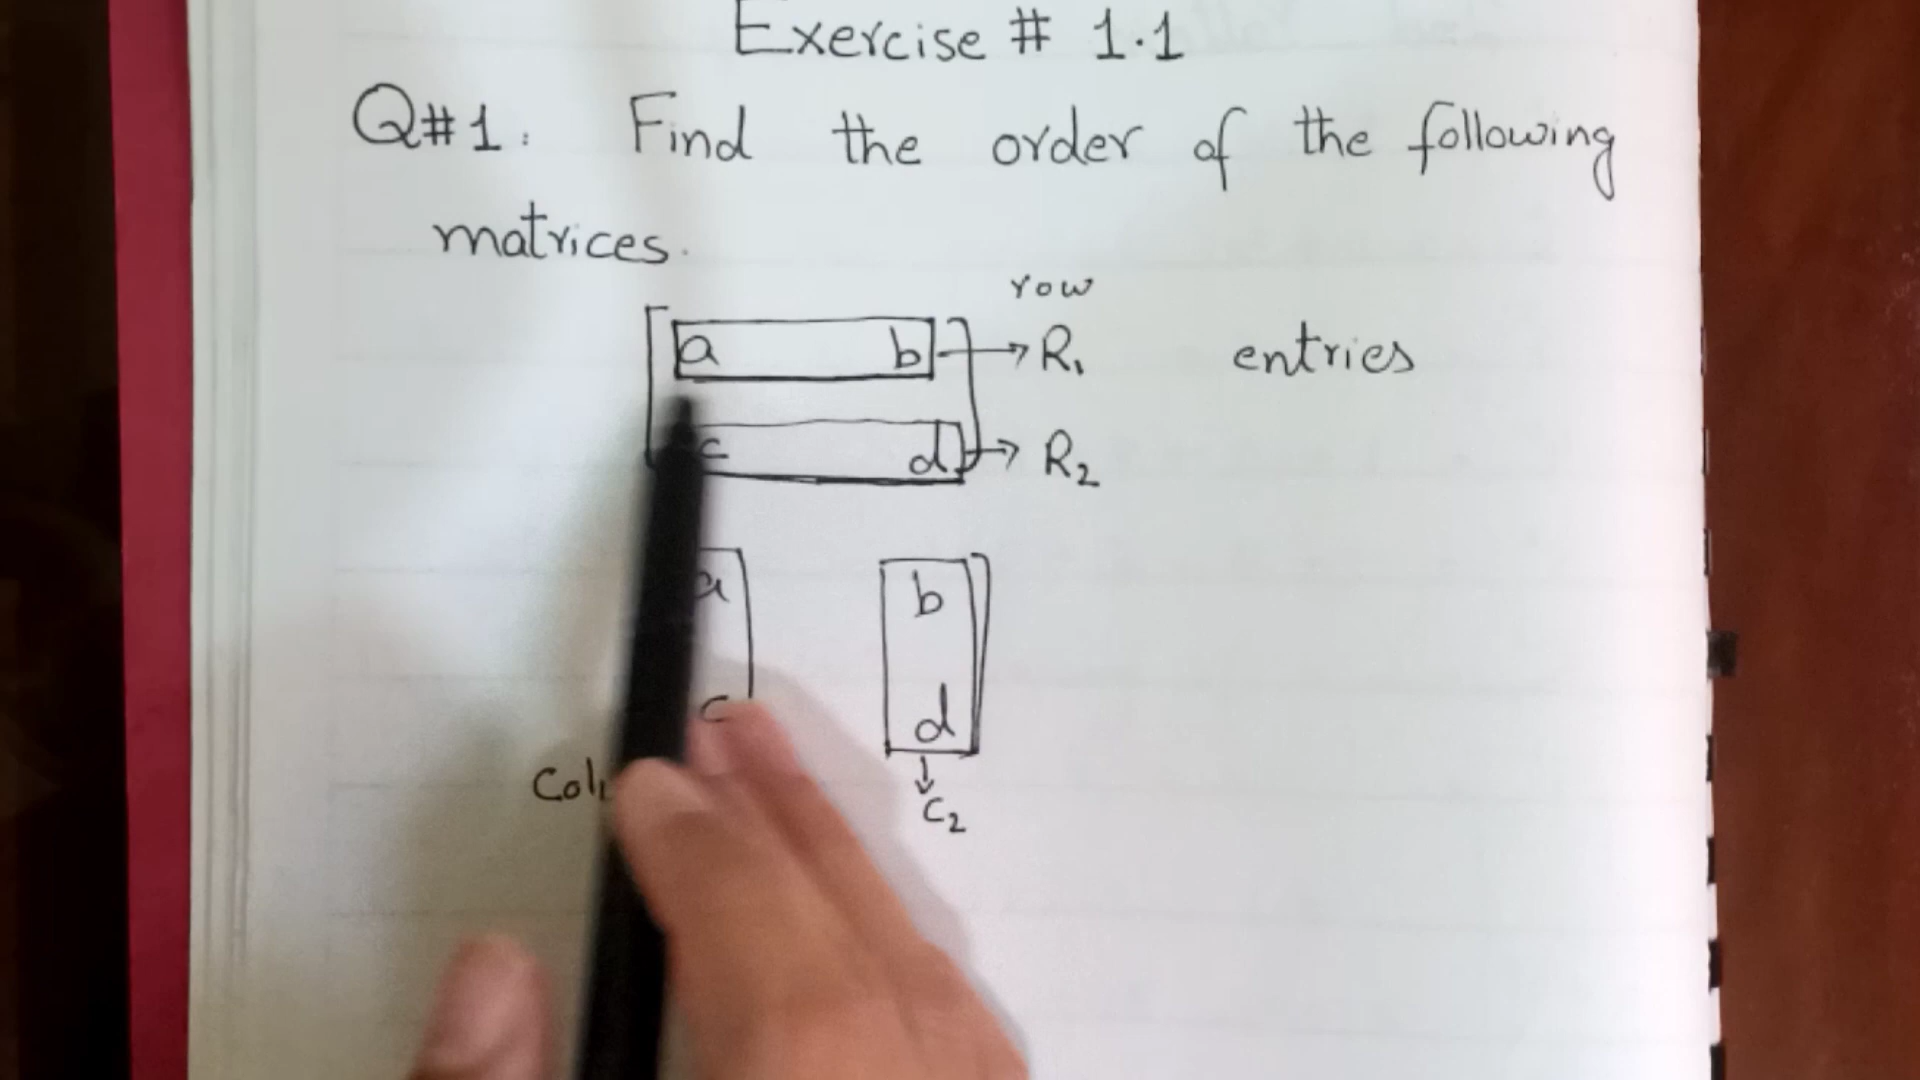 Exercise # 1.1
Q#1. Find the order of the following
matrices.
row
a b → R₁ entries
c d → R₂
a b
c d
C₂